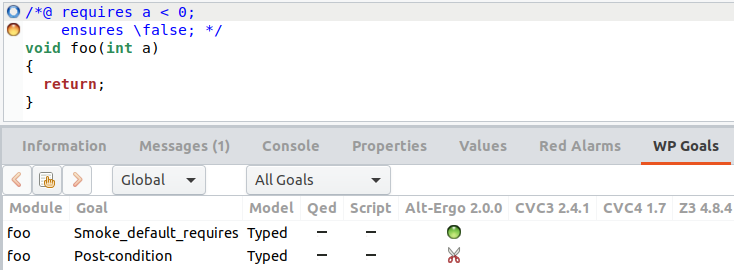 /*@ requires a < 0;
ensures \false; */
void foo(int a)
{
return;
}
Information Messages (1) Console Properties Values Red Alarms WP Goals
Global All Goals
Module Goal Model Qed Script Alt-Ergo 2.0.0 CVC3 2.4.1 CVC4 1.7 Z3 4.8.4
foo Smoke_default_requires Typed — —
foo Post-condition Typed — —